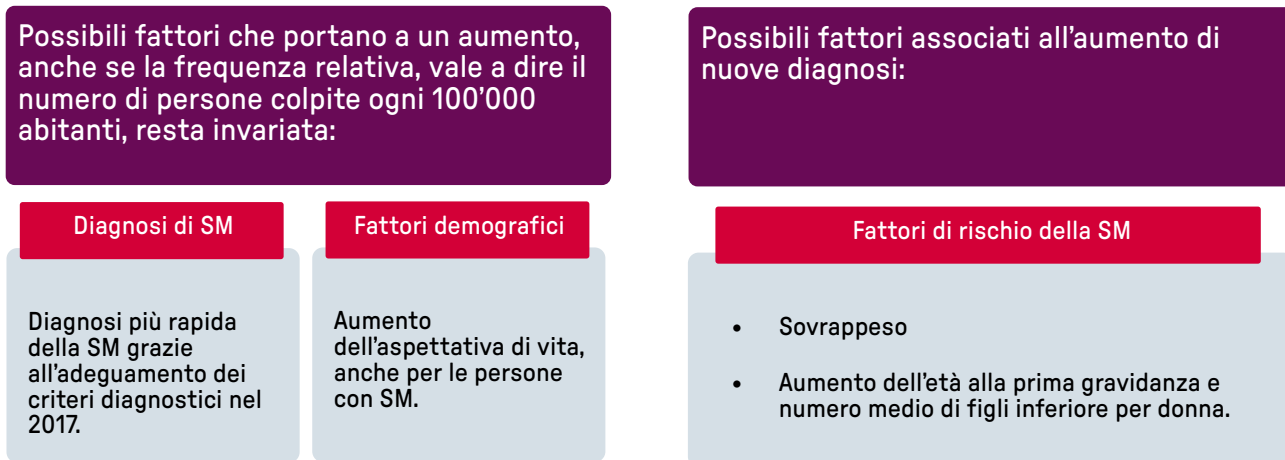 Possibili fattori che portano a un aumento,
anche se la frequenza relativa, vale a dire il
numero di persone colpite ogni 100'000
abitanti, resta invariata:
Diagnosi di SM
Diagnosi più rapida
della SM grazie
all'adeguamento dei
criteri diagnostici nel
2017.
Fattori demografici
Aumento
dell'aspettativa di vita,
anche per le persone
con SM.
Possibili fattori associati all'aumento di
nuove diagnosi:
Fattori di rischio della SM
• Sovrappeso
• Aumento dell'età alla prima gravidanza e
numero medio di figli inferiore per donna.